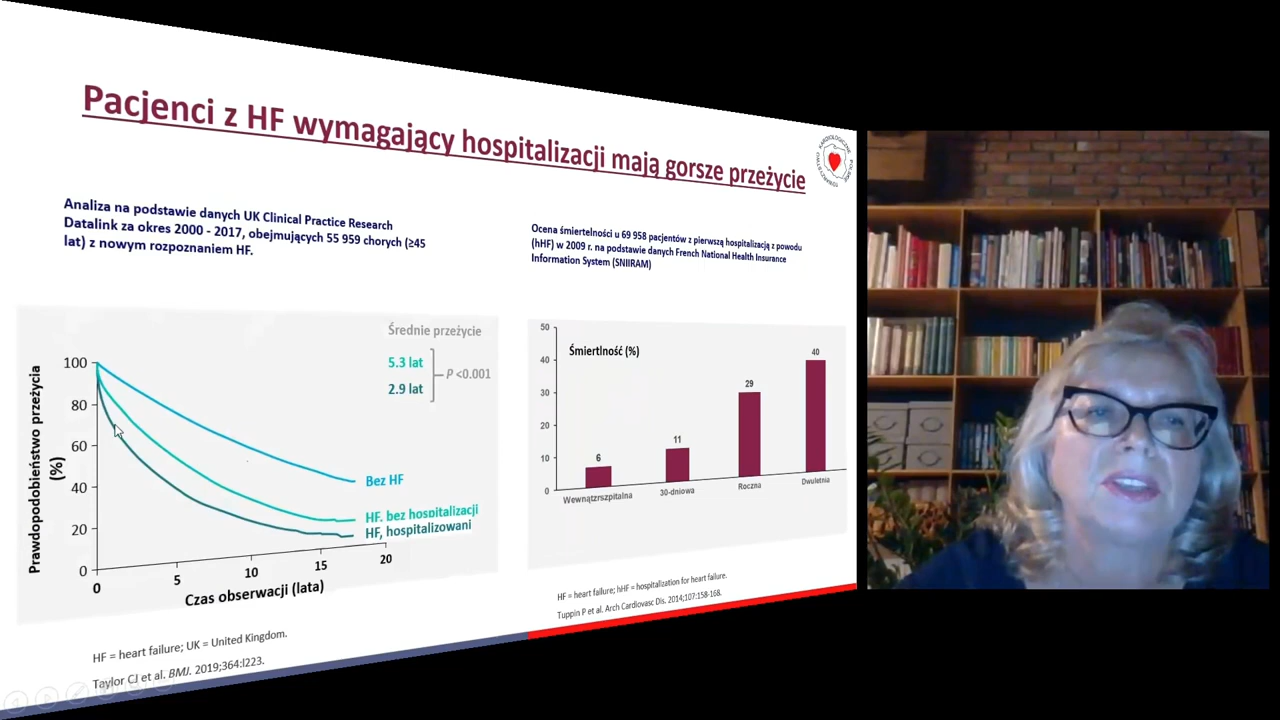 Pacjenci z HF wymagający hospitalizacji mają gorsze przeżycie
KARDIOLOGICZNE
POLSKIE
TOWARZYSTWO
Analiza na podstawie danych UK Clinical Practice Research
Datalink za okres 2000 - 2017, obejmujących 55 959 chorych (≥45
lat) z nowym rozpoznaniem HF.
Prawdopodobieństwo przeżycia
(%)
100
80
60
40
20
0
0
5
10
15
20
Czas obserwacji (lata)
Średnie przeżycie
5.3 lat
2.9 lat
P <0.001
Bez HF
HF. bez hospitalizacji
HF, hospitalizowani
HF = heart failure; UK = United Kingdom.
Taylor CJ et al. BMJ. 2019;364:l223.
Ocena śmiertelności u 69 958 pacjentów z pierwszą hospitalizacją z powodu
(hHF) w 2009 r. na podstawie danych French National Health Insurance
Information System (SNIIRAM)
Śmiertlność (%)
50
40
30
20
10
0
6
11
29
40
Wewnątrzszpitalna
30-dniowa
Roczna
Dwuletnia
HF = heart failure; hHF = hospitalization for heart failure.
Tuppin P et al. Arch Cardiovasc Dis. 2014;107:158-168.